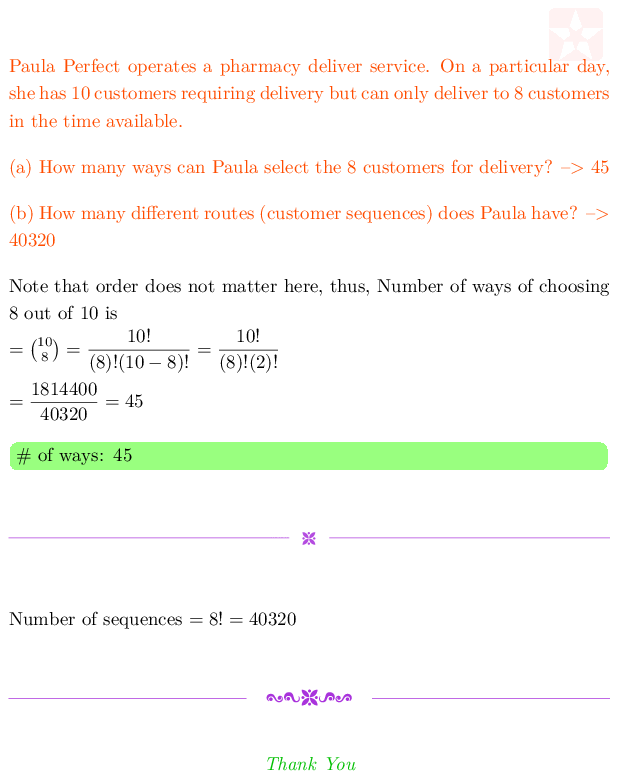 Paula Perfect operates a pharmacy deliver service. On a particular day,
she has 10 customers requiring delivery but can only deliver to 8 customers
in the time available.
(a) How many ways can Paula select the 8 customers for delivery? –> 45
(b) How many different routes (customer sequences) does Paula have? –>
40320
Note that order does not matter here, thus, Number of ways of choosing
8 out of 10 is
= \binom{10}{8} = \frac{10!}{(8)!(10 − 8)!} = \frac{10!}{(8)!(2)!}
= \frac{1814400}{40320} = 45
# of ways: 45
Number of sequences = 8! = 40320
Thank You